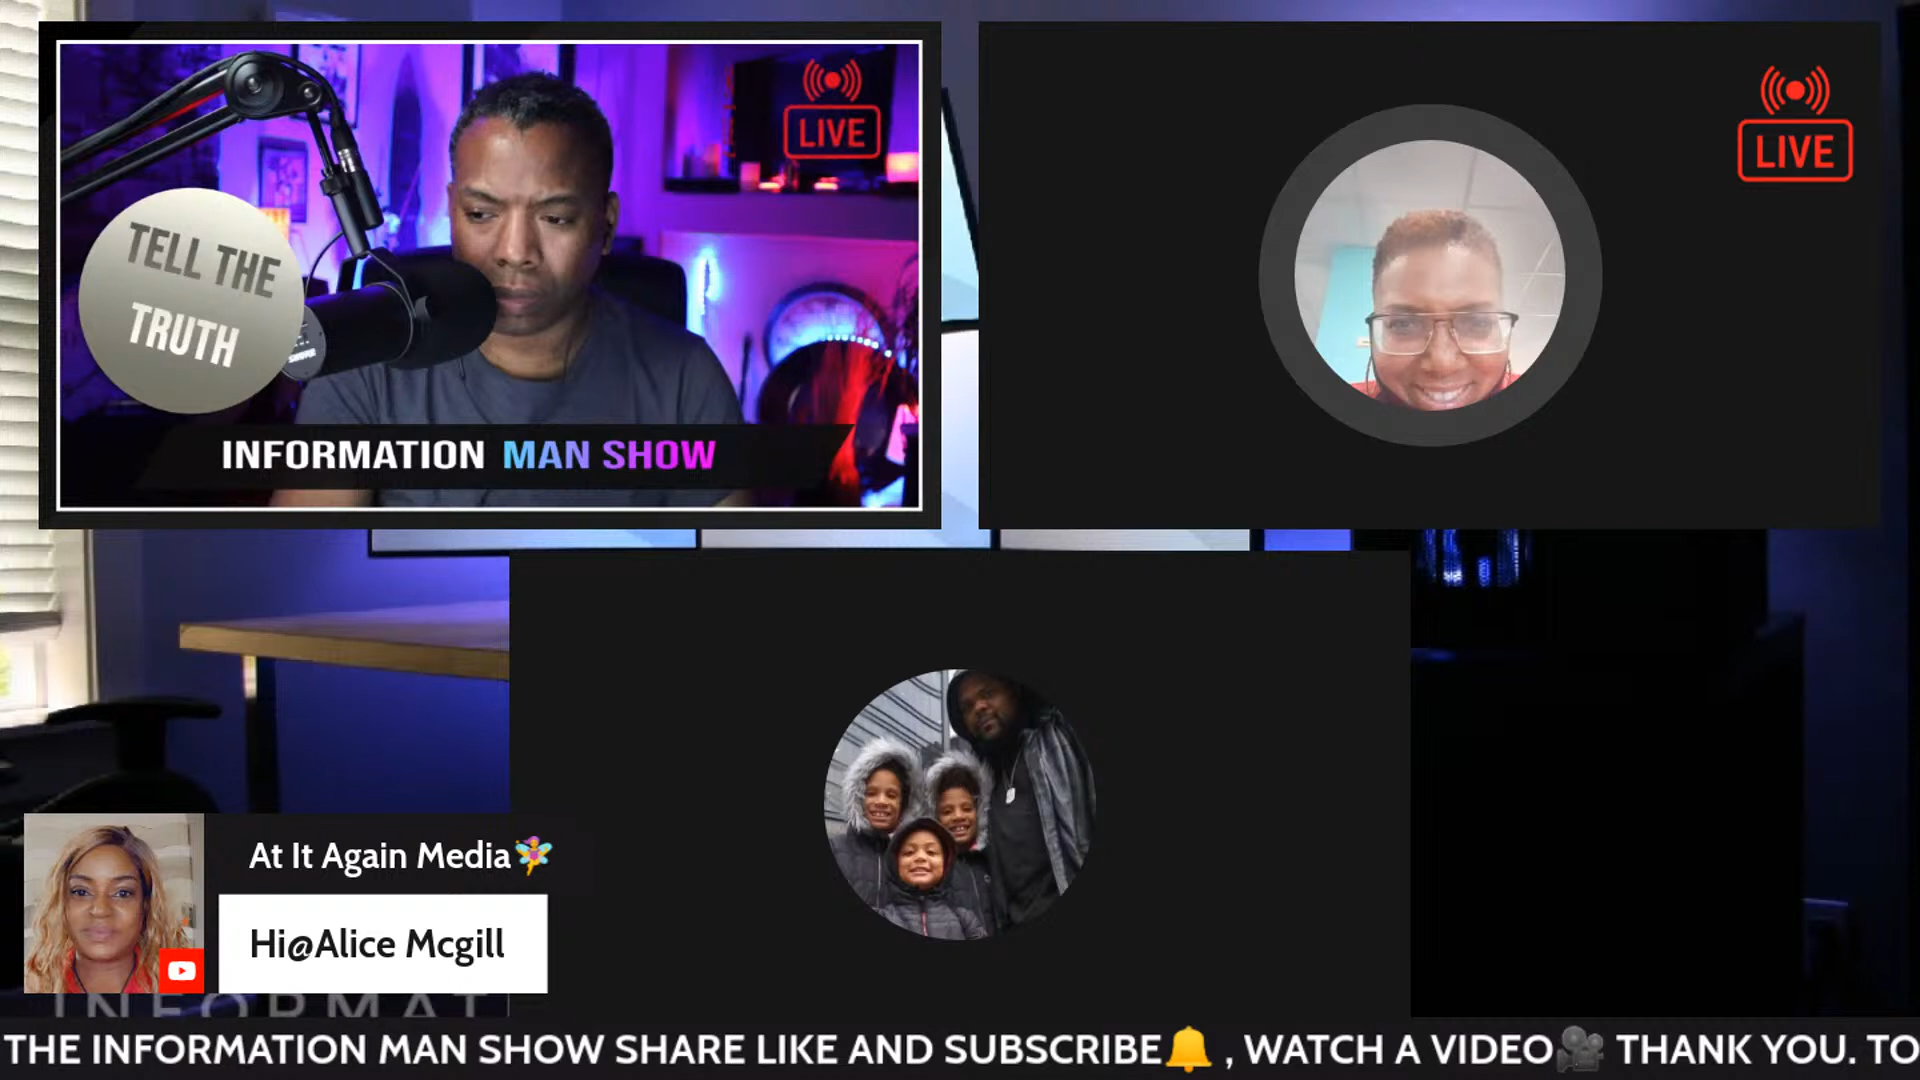 LIVE
TELL THE
TRUTH
INFORMATION MAN SHOW
LIVE
At It Again Media
Hi@Alice Mcgill
INFORMAT
THE INFORMATION MAN SHOW SHARE LIKE AND SUBSCRIBE🔔 , WATCH A VIDEO🎥 THANK YOU. TO